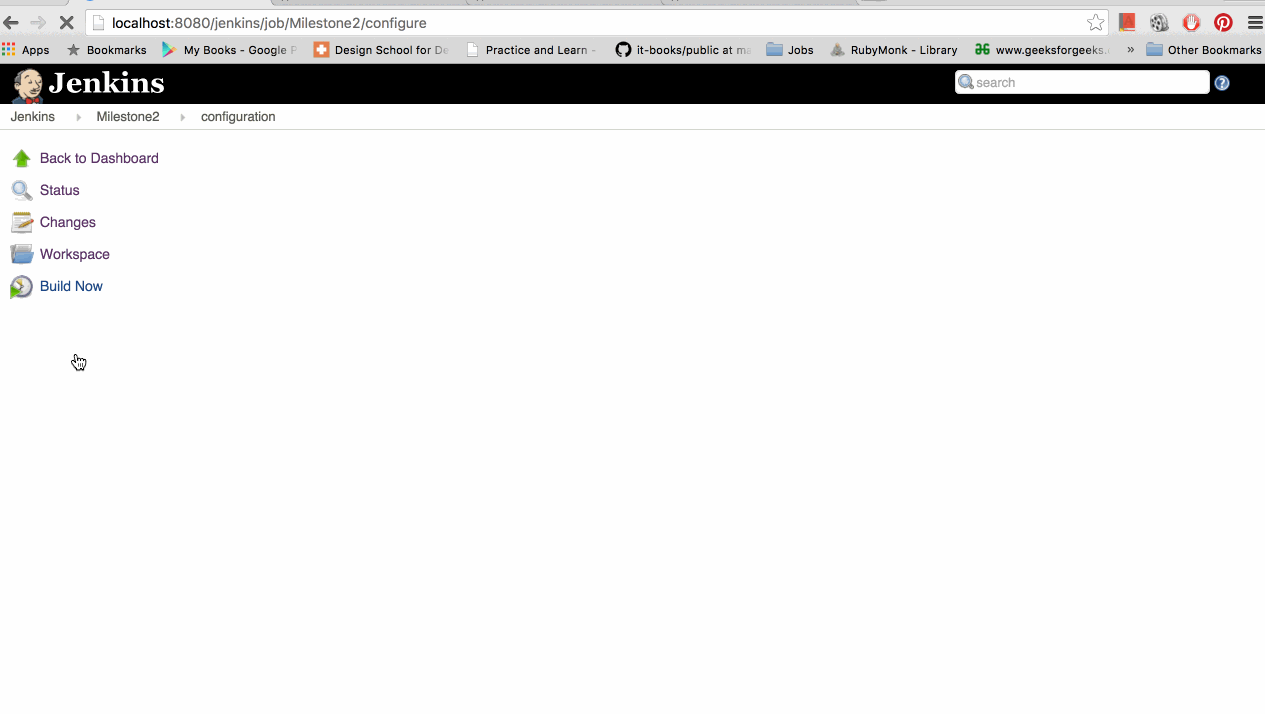 localhost:8080/jenkins/job/Milestone2/configure
Apps Bookmarks My Books - Google P Design School for De Practice and Learn - it-books/public at ma Jobs RubyMonk - Library www.geeksforgeeks. » Other Bookmarks
Jenkins search ?
Jenkins Milestone2 configuration
Back to Dashboard
Status
Changes
Workspace
Build Now